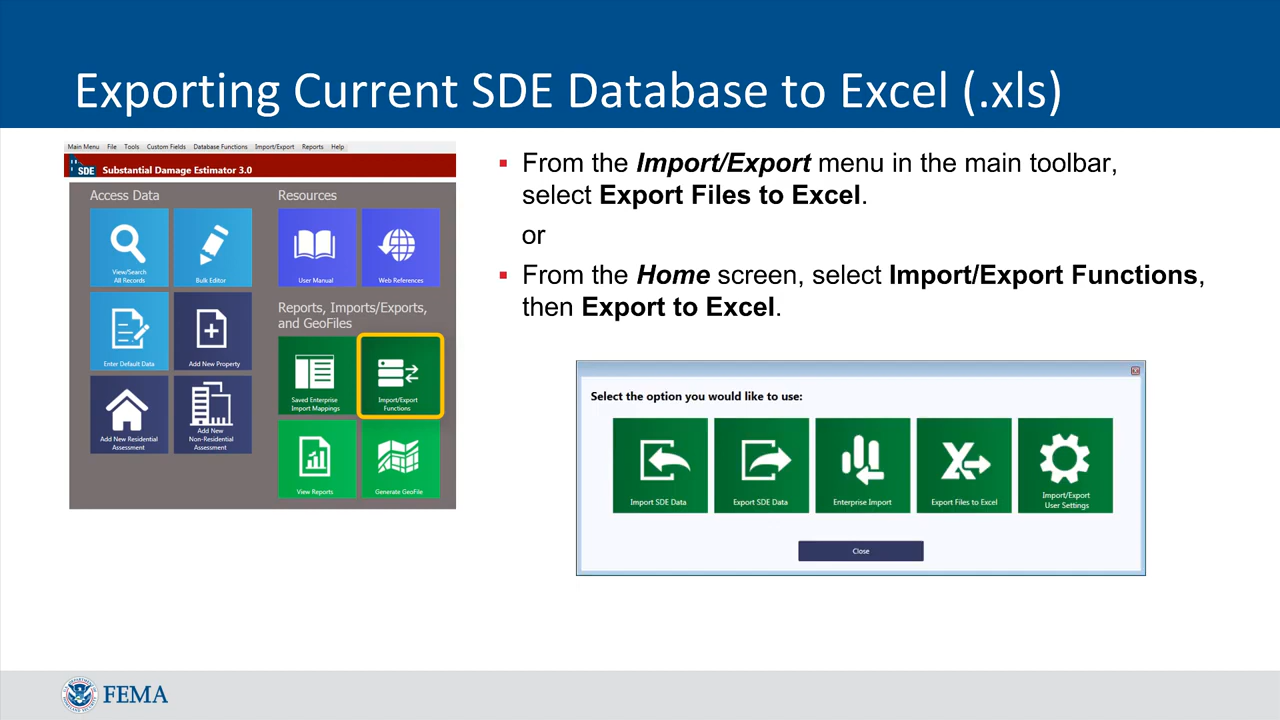 Exporting Current SDE Database to Excel (.xls)
Main Menu File Tools Custom Fields Database Functions Import/Export Reports Help
SDE Substantial Damage Estimator 3.0
Access Data
View/Search
All Records
Bulk Editor
Enter Default Data
Add New Property
Add New Residential
Assessment
Add New
Non-Residential
Assessment
Resources
User Manual
Web References
Reports, Imports/Exports,
and GeoFiles
Saved Enterprise
Import Mappings
Import/Export
Functions
View Reports
Generate GeoFile
▪ From the Import/Export menu in the main toolbar,
select Export Files to Excel.
or
▪ From the Home screen, select Import/Export Functions,
then Export to Excel.
Select the option you would like to use:
Import SDE Data
Export SDE Data
Enterprise Import
Export Files to Excel
Import/Export
User Settings
Close
FEMA